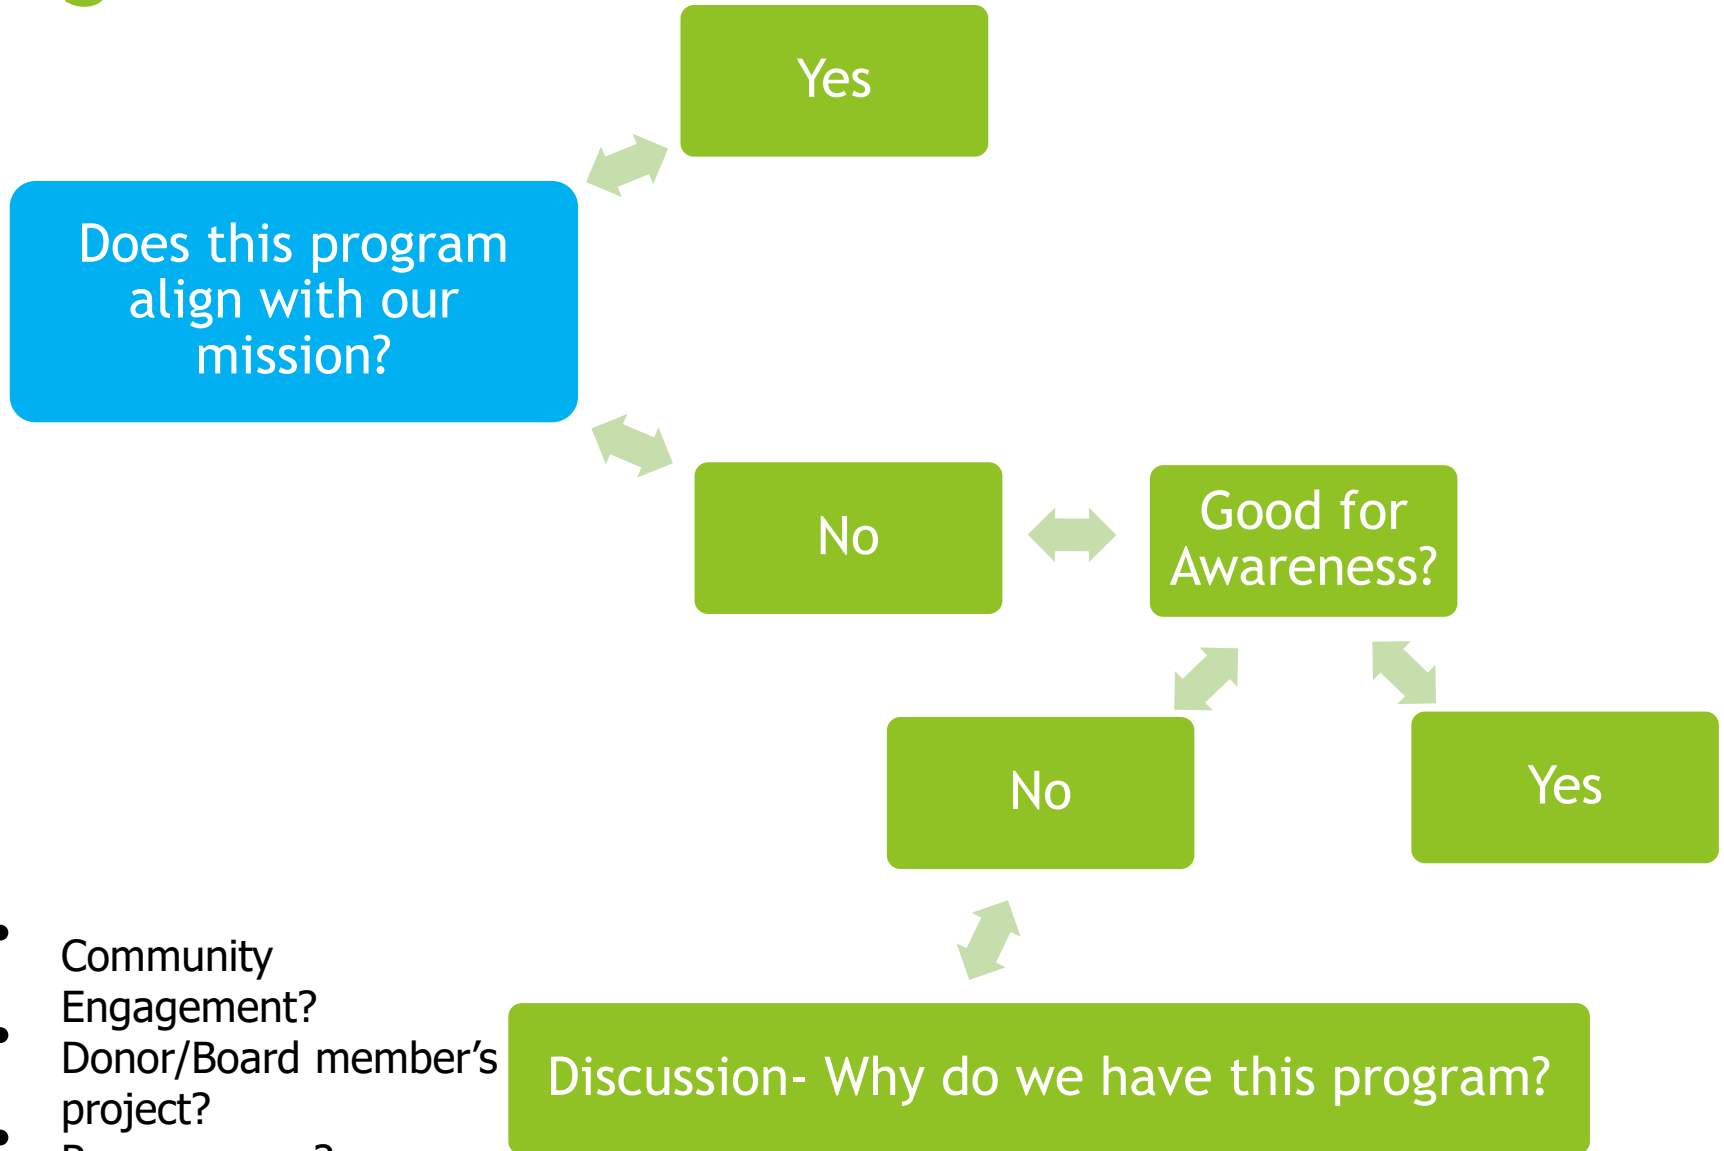 Yes
Does this program
align with our
mission?
No
Good for
Awareness?
No
Yes
• Community
Engagement?
• Donor/Board member’s
project?
Discussion- Why do we have this program?